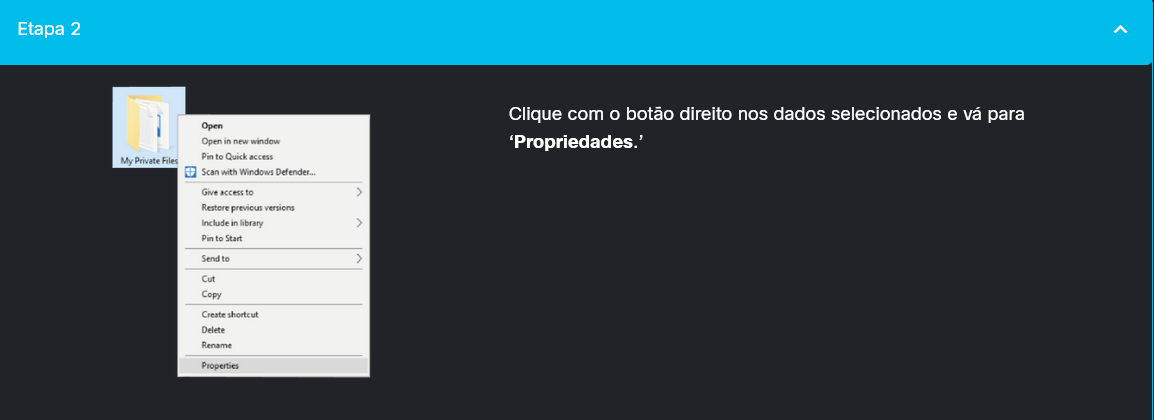 Etapa 2
My Private Files
Open
Open in new window
Pin to Quick access
Scan with Windows Defender...
Give access to
Restore previous versions
Include in library
Pin to Start
Send to
Cut
Copy
Create shortcut
Delete
Rename
Properties
Clique com o botão direito nos dados selecionados e vá para
‘Propriedades.’